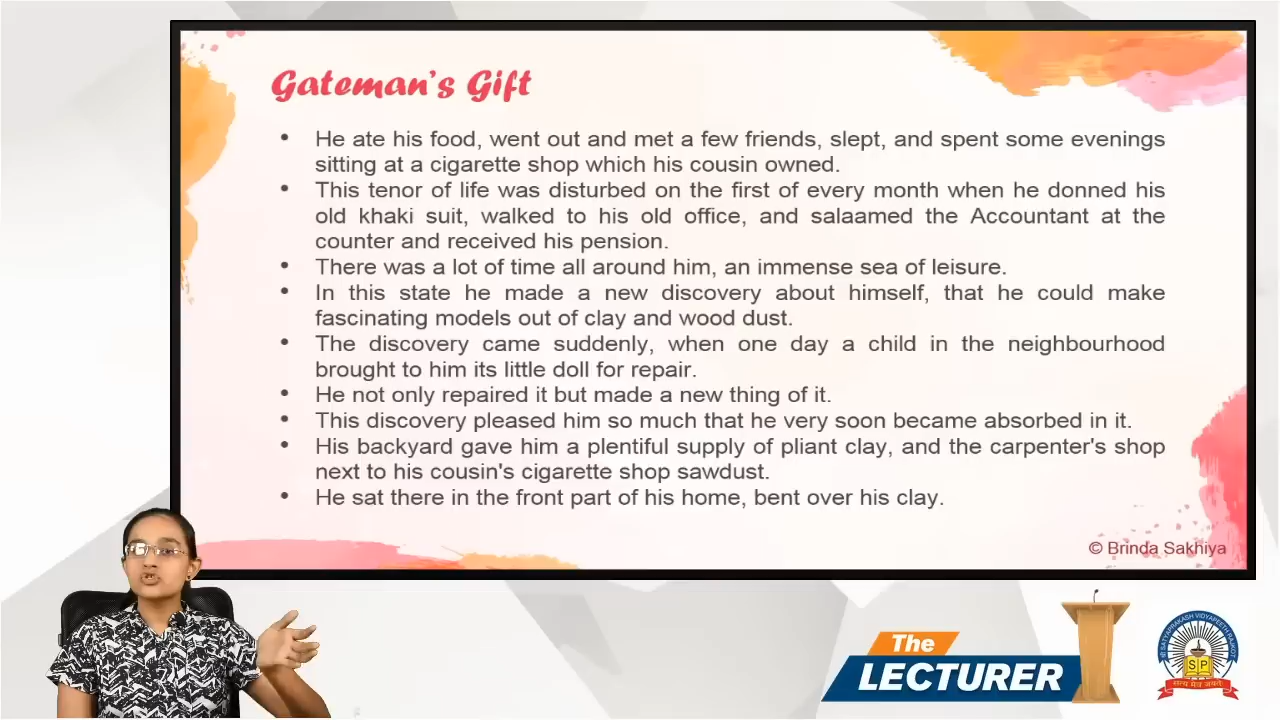 Gateman's Gift
• He ate his food, went out and met a few friends, slept, and spent some evenings
sitting at a cigarette shop which his cousin owned.
• This tenor of life was disturbed on the first of every month when he donned his
old khaki suit, walked to his old office, and salaamed the Accountant at the
counter and received his pension.
• There was a lot of time all around him, an immense sea of leisure.
• In this state he made a new discovery about himself, that he could make
fascinating models out of clay and wood dust.
• The discovery came suddenly, when one day a child in the neighbourhood
brought to him its little doll for repair.
• He not only repaired it but made a new thing of it.
• This discovery pleased him so much that he very soon became absorbed in it.
• His backyard gave him a plentiful supply of pliant clay, and the carpenter's shop
next to his cousin's cigarette shop sawdust.
• He sat there in the front part of his home, bent over his clay.
© Brinda Sakhiya
The
LECTURER
SATYAPRAKASH VIDYAPEETH RAJKOT
S P
सत्य मेव जयते